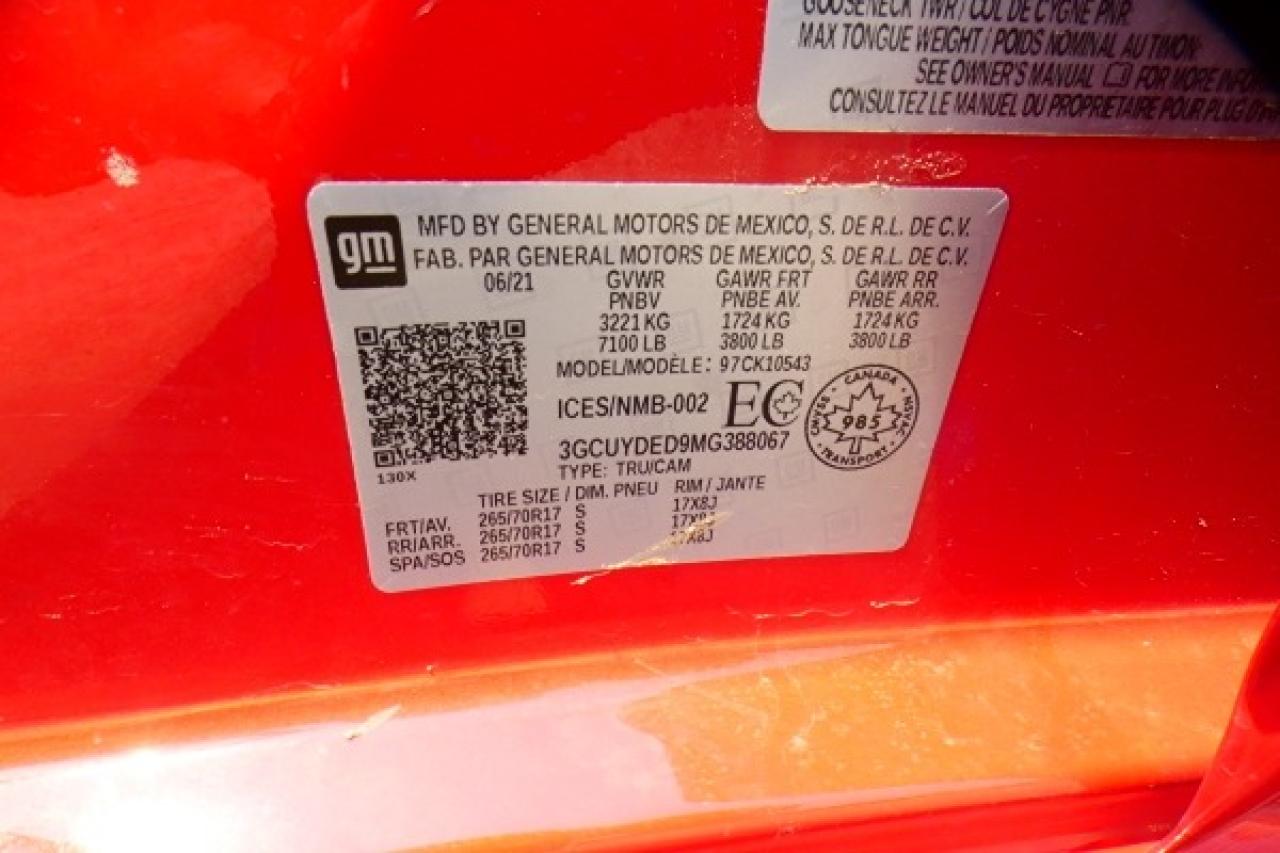 GOOSENECK TWR / COL DE CYGNE PNR
MAX TONGUE WEIGHT / POIDS NOMINAL AU TIMON
SEE OWNER'S MANUAL FOR MORE
CONSULTEZ LE MANUEL DU PROPRIETAIRE POUR PLUG
gm
MFD BY GENERAL MOTORS DE MEXICO, S. DE R.L. DE C.V.
FAB. PAR GENERAL MOTORS DE MEXICO, S. DE R.L. DE C.V.
06/21 GVWR GAWR FRT GAWR RR
PNBV PNBE AV. PNBE ARR.
3221 KG 1724 KG 1724 KG
7100 LB 3800 LB 3800 LB
MODEL/MODÈLE: 97CK10543
ICES/NMB-002 EC
CANADA
985
TRANSPORT
3GCUYDED9MG388067
130X
TYPE: TRU/CAM
TIRE SIZE / DIM. PNEU RIM / JANTE
FRT/AV. 265/70R17 S 17X8J
RR/ARR. 265/70R17 S 17X8J
SPA/SOS 265/70R17 S 17X8J